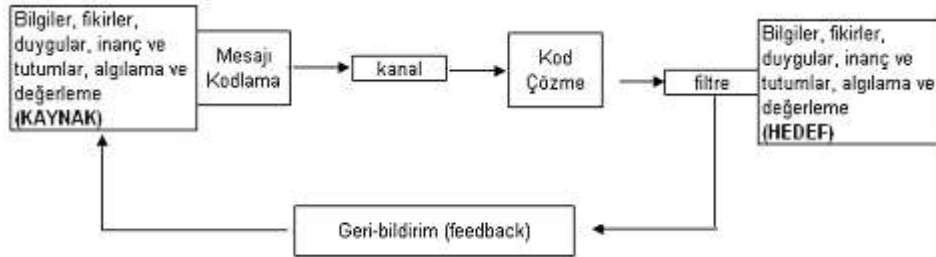 Bilgiler, fikirler,
duygular, inanç ve
tutumlar, algılama ve
değerleme
(KAYNAK)
Mesajı
Kodlama
kanal
Kod
Çözme
filtre
Bilgiler, fikirler,
duygular, inanç ve
tutumlar, algılama ve
değerleme
(HEDEF)
Geri-bildirim (feedback)